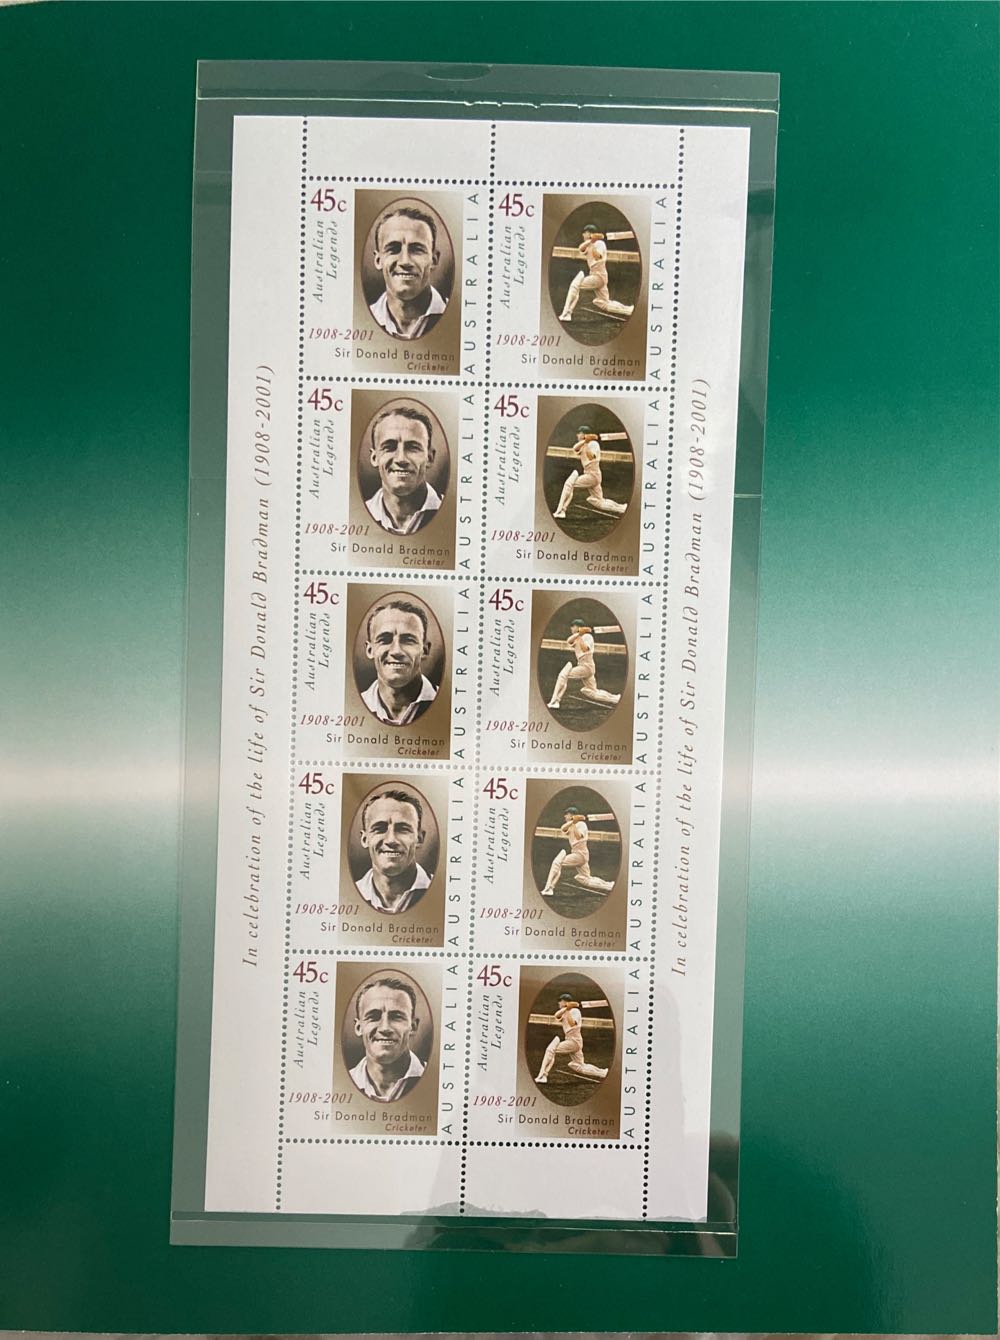 In celebration of the life of Sir Donald Bradman (1908-2001)
45c
Australian
Legends
1908-2001
Sir Donald Bradman
Cricketer
AUSTRALIA
45c
Australian
Legends
1908-2001
Sir Donald Bradman
Cricketer
AUSTRALIA
45c
Australian
Legends
1908-2001
Sir Donald Bradman
Cricketer
AUSTRALIA
45c
Australian
Legends
1908-2001
Sir Donald Bradman
Cricketer
AUSTRALIA
45c
Australian
Legends
1908-2001
Sir Donald Bradman
Cricketer
AUSTRALIA
45c
Australian
Legends
1908-2001
Sir Donald Bradman
Cricketer
AUSTRALIA
45c
Australian
Legends
1908-2001
Sir Donald Bradman
Cricketer
AUSTRALIA
45c
Australian
Legends
1908-2001
Sir Donald Bradman
Cricketer
AUSTRALIA
45c
Australian
Legends
1908-2001
Sir Donald Bradman
Cricketer
AUSTRALIA
45c
Australian
Legends
1908-2001
Sir Donald Bradman
Cricketer
AUSTRALIA
In celebration of the life of Sir Donald Bradman (1908-2001)